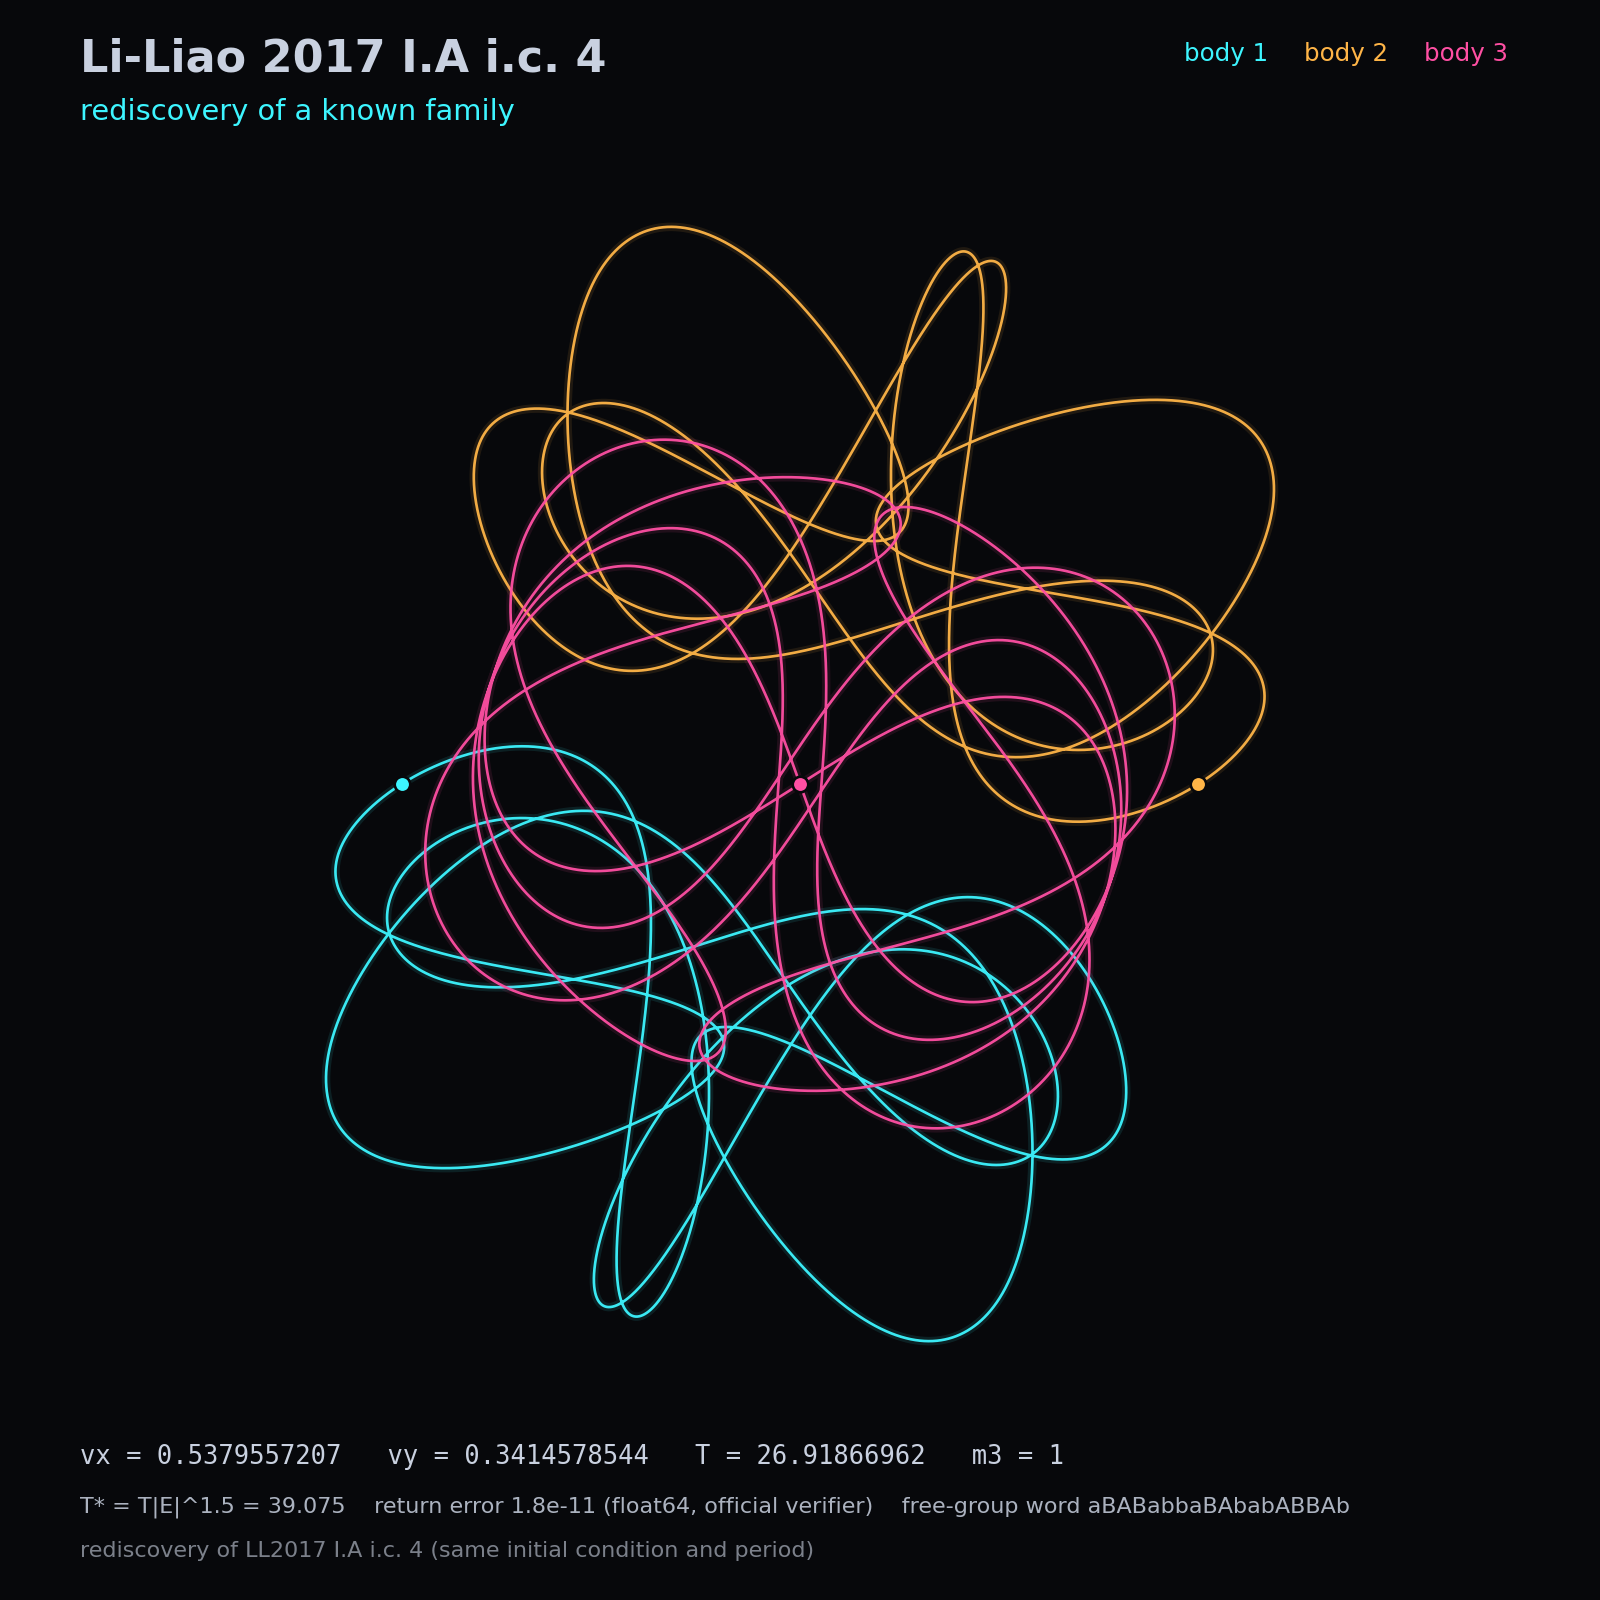 Li-Liao 2017 I.A i.c. 4
body 1 body 2 body 3
rediscovery of a known family
vx = 0.5379557207 vy = 0.3414578544 T = 26.91866962 m3 = 1
T* = T|E|^1.5 = 39.075 return error 1.8e-11 (float64, official verifier) free-group word aBABabbaBAbabABBAb
rediscovery of LL2017 I.A i.c. 4 (same initial condition and period)